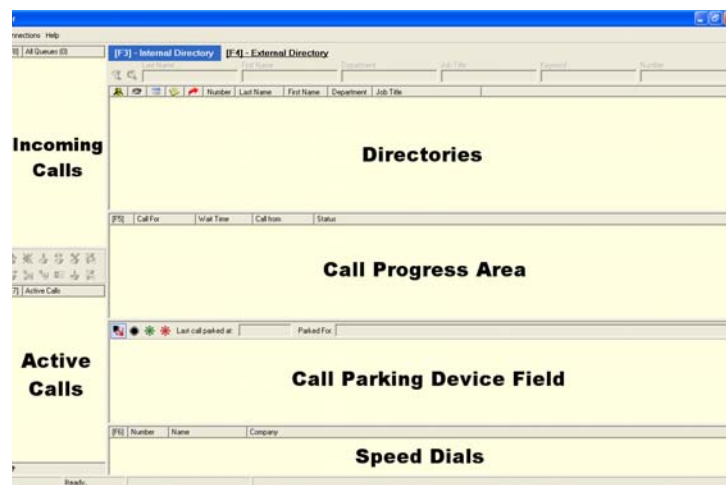 Connections Help
All Queues (0)
[F3] - Internal Directory [F4] - External Directory
Last Name First Name Department Job Title Keyword Number
Number Last Name First Name Department Job Title
Incoming
Calls
Directories
[F5] Call For Wait Time Call from Status
Call Progress Area
Active Calls
Last call parked at: Parked For:
Active
Calls
Call Parking Device Field
[F6] Number Name Company
Speed Dials
Ready.